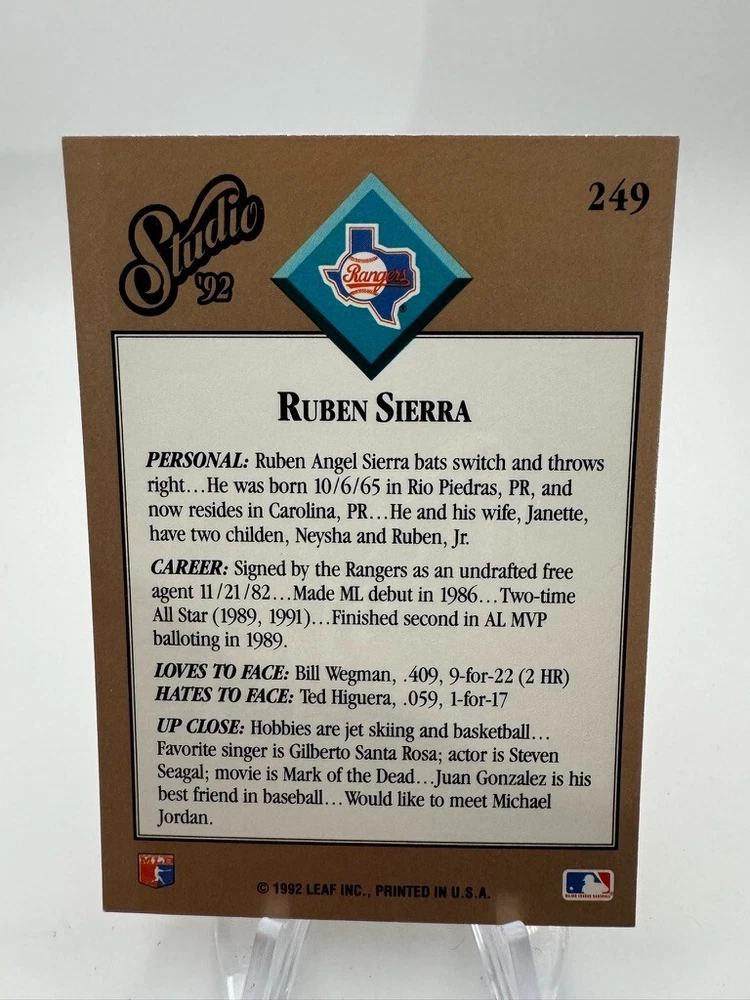 Studio
'92
Rangers
249
RUBEN SIERRA
PERSONAL: Ruben Angel Sierra bats switch and throws
right...He was born 10/6/65 in Rio Piedras, PR, and
now resides in Carolina, PR...He and his wife, Janette,
have two childen, Neysha and Ruben, Jr.
CAREER: Signed by the Rangers as an undrafted free
agent 11/21/82...Made ML debut in 1986...Two-time
All Star (1989, 1991)...Finished second in AL MVP
balloting in 1989.
LOVES TO FACE: Bill Wegman, .409, 9-for-22 (2 HR)
HATES TO FACE: Ted Higuera, .059, 1-for-17
UP CLOSE: Hobbies are jet skiing and basketball...
Favorite singer is Gilberto Santa Rosa; actor is Steven
Seagal; movie is Mark of the Dead...Juan Gonzalez is his
best friend in baseball...Would like to meet Michael
Jordan.
© 1992 LEAF INC., PRINTED IN U.S.A.
MAJOR LEAGUE BASEBALL